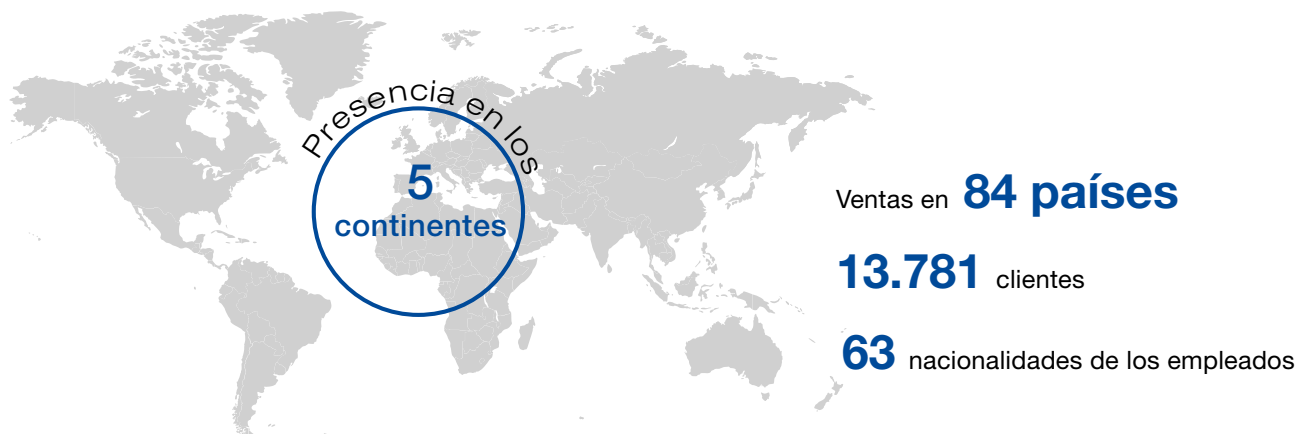 Presencia en los
5
continentes
Ventas en 84 países
13.781 clientes
63 nacionalidades de los empleados